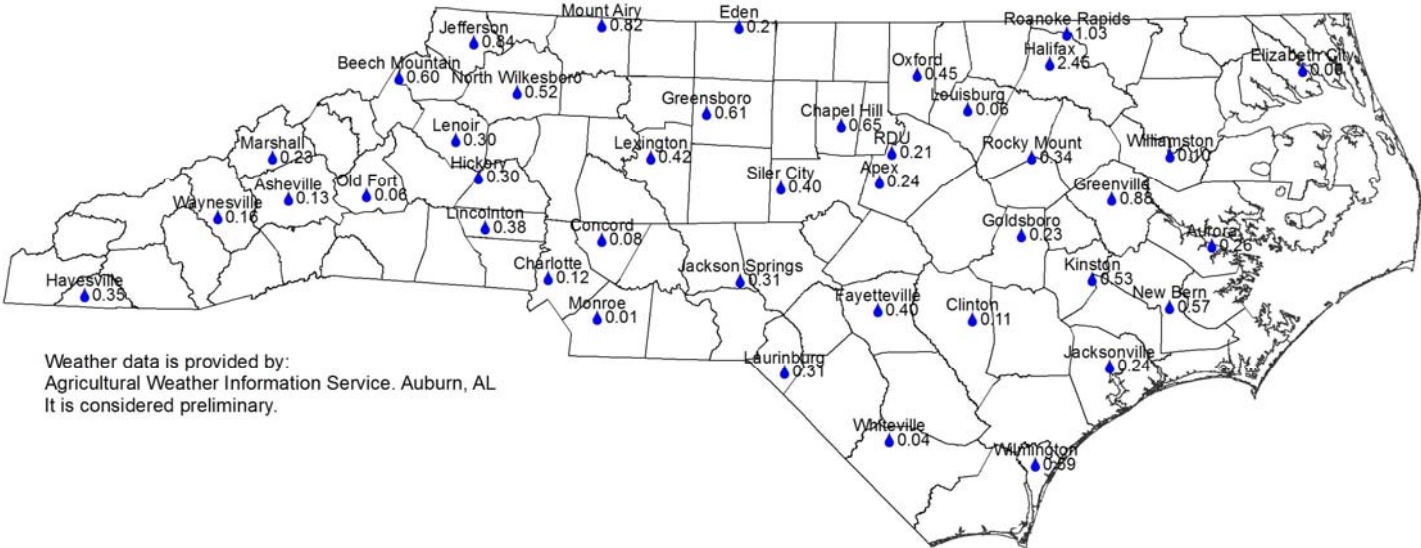 Mount Airy
0.82
Eden
0.21
Roanoke Rapids
1.03
Jefferson
0.84
Halifax
2.45
Elizabeth City
Beech Mountain
0.60
North Wilkesboro
0.52
Oxford
0.45
Louisburg
0.06
Greensboro
0.61
Chapel Hill
0.65
RDU
0.21
Lenoir
0.30
Marshall
0.23
Lexington
0.42
Rocky Mount
0.34
Williamston
0.10
Hickory
0.30
Asheville
0.13
Old Fort
0.06
Siler City
0.40
Apex
0.24
Greenville
0.88
Waynesville
0.16
Lincolnton
0.38
Concord
0.08
Goldsboro
0.23
Aurora
0.26
Hayesville
0.35
Charlotte
0.12
Jackson Springs
0.31
Kinston
0.53
Monroe
0.01
Fayetteville
0.40
Clinton
0.11
New Bern
0.57
Weather data is provided by:
Agricultural Weather Information Service. Auburn, AL
It is considered preliminary.
Laurinburg
0.31
Jacksonville
0.24
Whiteville
0.04
Wilmington
0.59